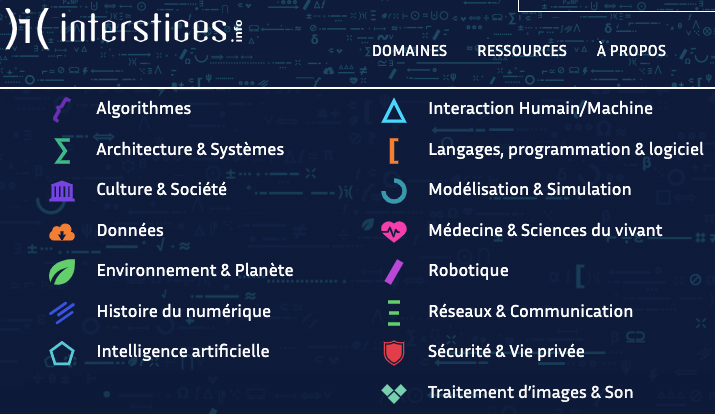 )i( interstices.info
DOMAINES RESSOURCES À PROPOS
Algorithmes
Architecture & Systèmes
Culture & Société
Données
Environnement & Planète
Histoire du numérique
Intelligence artificielle
Interaction Humain/Machine
Langages, programmation & logiciel
Modélisation & Simulation
Médecine & Sciences du vivant
Robotique
Réseaux & Communication
Sécurité & Vie privée
Traitement d'images & Son